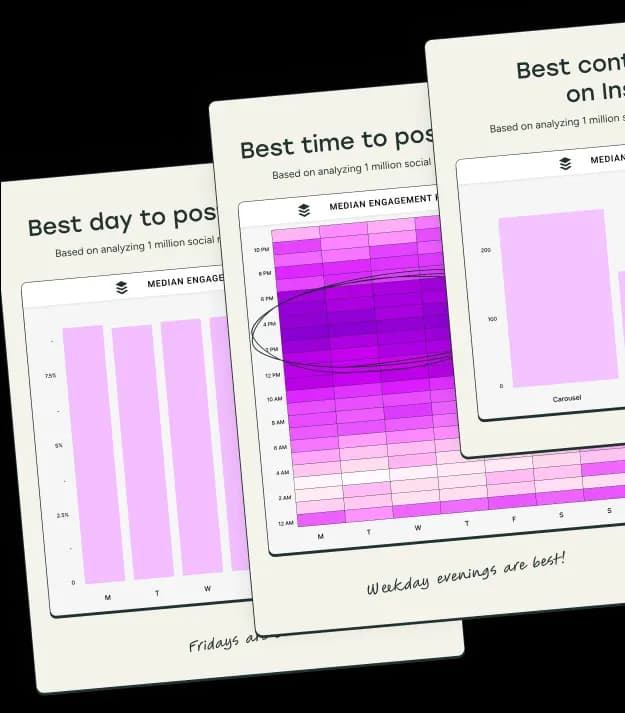 Best day to pos
Based on analyzing 1 million social
MEDIAN ENGAGE
7.5%
5%
2.5%
0
M T W
Fridays
Best time to pos
Based on analyzing 1 million social
MEDIAN ENGAGEMENT
10 PM
8 PM
6 PM
4 PM
2 PM
12 PM
10 AM
8 AM
6 AM
4 AM
2 AM
12 AM
M T W T F S S
Weekday evenings are best!
Best cont
on Ins
Based on analyzing 1 million s
MEDIAN
200
100
0
Carousel